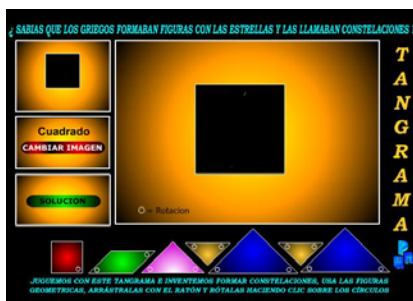 ¿ SABIAS QUE LOS GRIEGOS FORMABAN FIGURAS CON LAS ESTRELLAS Y LAS LLAMABAN CONSTELACIONES ?
Cuadrado
CAMBIAR IMAGEN
SOLUCION
= Rotacion
TANGRAMA
JUGUEMOS CON ESTE TANGRAMA E INVENTEMOS FORMAR CONSTELACIONES, USA LAS FIGURAS
GEOMETRICAS, ARRÁSTRALAS CON EL RATÓN Y RÓTALAS HACIENDO CLIC SOBRE LOS CÍRCULOS